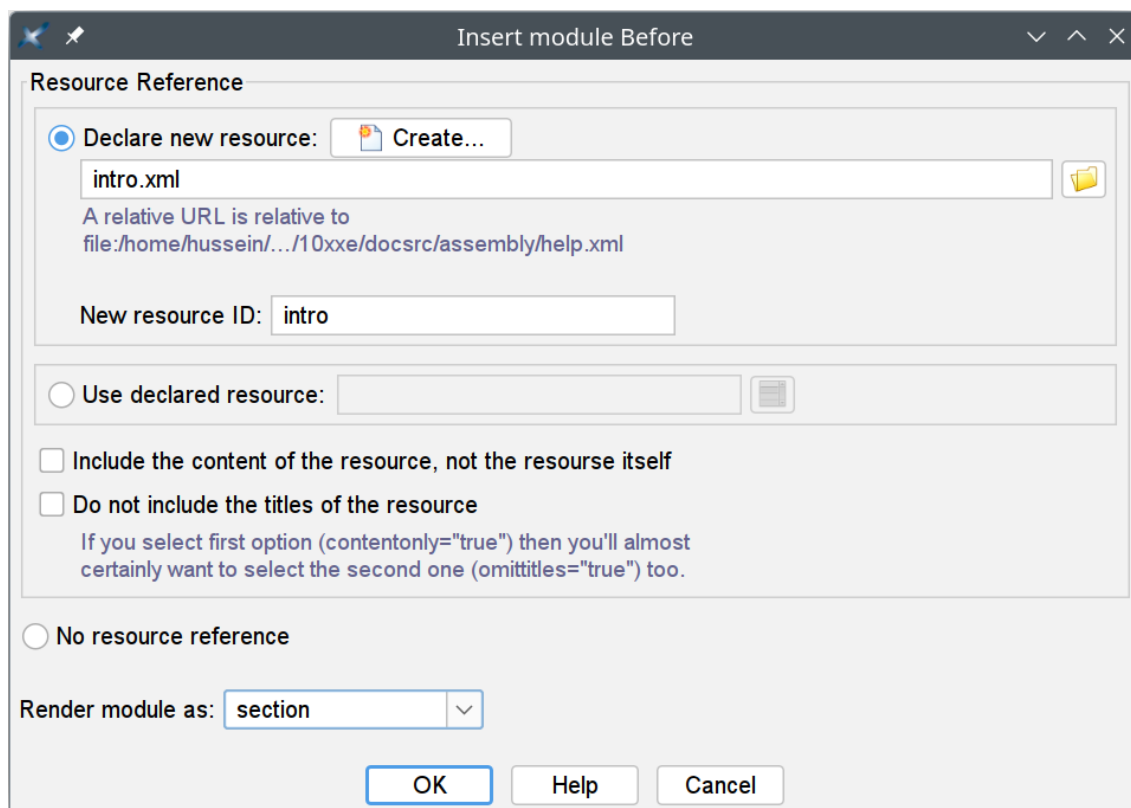 Insert module Before
Resource Reference
Declare new resource: Create...
intro.xml
A relative URL is relative to
file:/home/hussein/…/10xxe/docsrc/assembly/help.xml
New resource ID: intro
Use declared resource:
Include the content of the resource, not the resourse itself
Do not include the titles of the resource
If you select first option (contentonly="true") then you'll almost
certainly want to select the second one (omittitles="true") too.
No resource reference
Render module as: section
OK Help Cancel